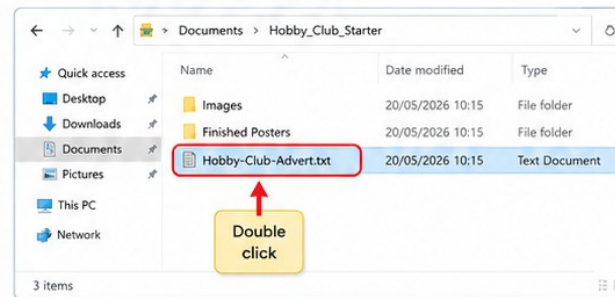 Documents > Hobby_Club_Starter
Quick access
Desktop
Downloads
Documents
Pictures
This PC
Network
Name Date modified Type
Images 20/05/2026 10:15 File folder
Finished Posters 20/05/2026 10:15 File folder
Hobby-Club-Advert.txt 20/05/2026 10:15 Text Document
Double
click
3 items